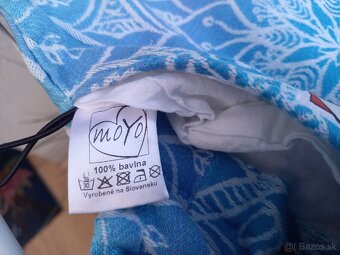 moyo
100% bavlna
Vyrobené na Slovensku
© Bazos.sk